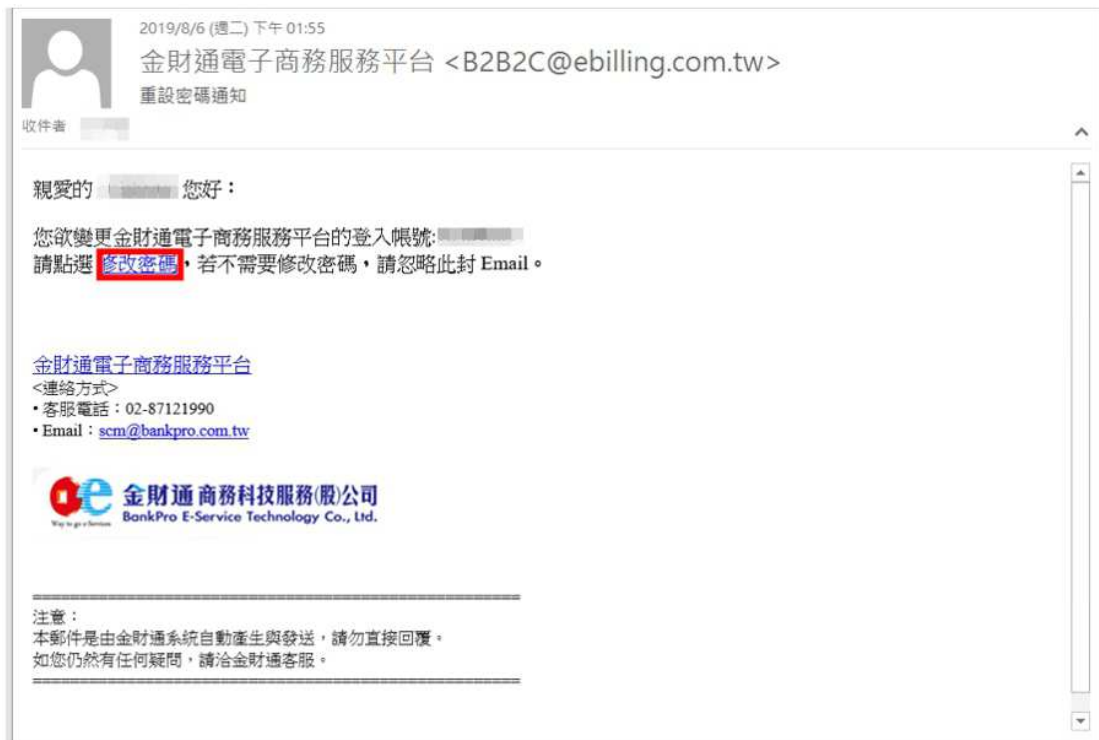 2019/8/6 (週二) 下午 01:55
金財通電子商務服務平台 <B2B2C@ebilling.com.tw>
重設密碼通知
收件者
親愛的 您好：
您欲變更金財通電子商務服務平台的登入帳號:
請點選 修改密碼，若不需要修改密碼，請忽略此封 Email。
金財通電子商務服務平台
<連絡方式>
•客服電話：02-87121990
•Email：scm@bankpro.com.tw
金財通商務科技服務(股)公司
BankPro E-Service Technology Co., Ltd.
Way to go e-Services
==================================================
注意：
本郵件是由金財通系統自動產生與發送，請勿直接回覆。
如您仍然有任何疑問，請洽金財通客服。
==================================================